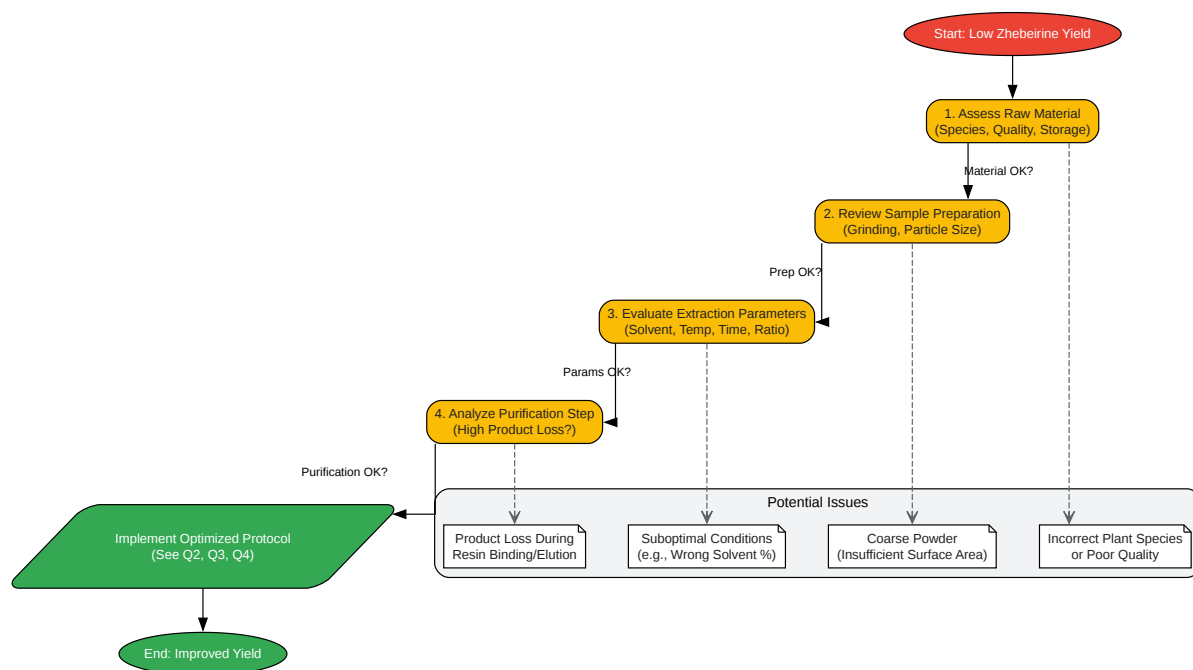 Start: Low Zhebeirine Yield
1. Assess Raw Material
(Species, Quality, Storage)
Material OK?
2. Review Sample Preparation
(Grinding, Particle Size)
Prep OK?
3. Evaluate Extraction Parameters
(Solvent, Temp, Time, Ratio)
Params OK?
4. Analyze Purification Step
(High Product Loss?)
Purification OK?
Potential Issues
Product Loss During
Resin Binding/Elution
Suboptimal Conditions
(e.g., Wrong Solvent %)
Coarse Powder
(Insufficient Surface Area)
Incorrect Plant Species
or Poor Quality
Implement Optimized Protocol
(See Q2, Q3, Q4)
End: Improved Yield